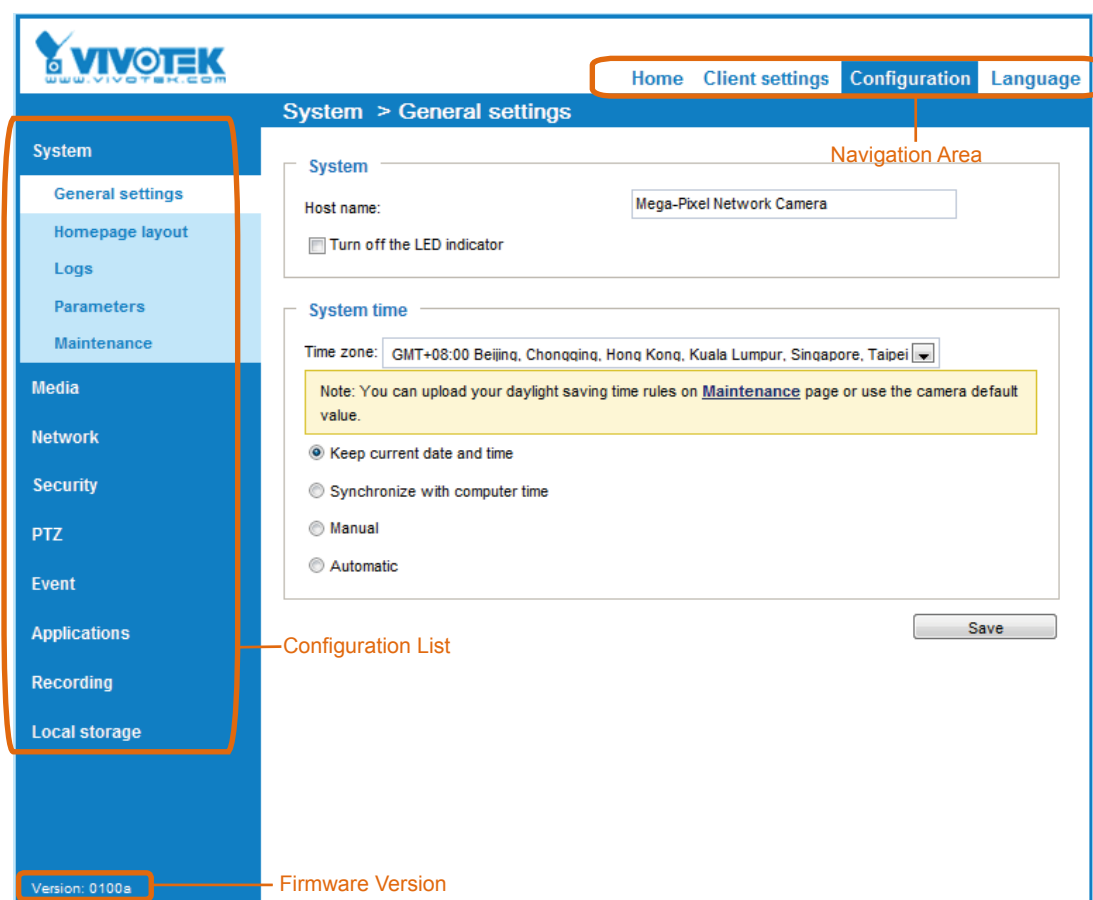 VIVOTEK
www.vivotek.com
Home Client settings Configuration Language
System > General settings
Navigation Area
System
General settings
Homepage layout
Logs
Parameters
Maintenance
Media
Network
Security
PTZ
Event
Applications
Recording
Local storage
Version: 0100a
System
Host name: Mega-Pixel Network Camera
Turn off the LED indicator
System time
Time zone: GMT+08:00 Beijing, Chongqing, Hong Kong, Kuala Lumpur, Singapore, Taipei
Note: You can upload your daylight saving time rules on Maintenance page or use the camera default
value.
Keep current date and time
Synchronize with computer time
Manual
Automatic
Save
Configuration List
Firmware Version